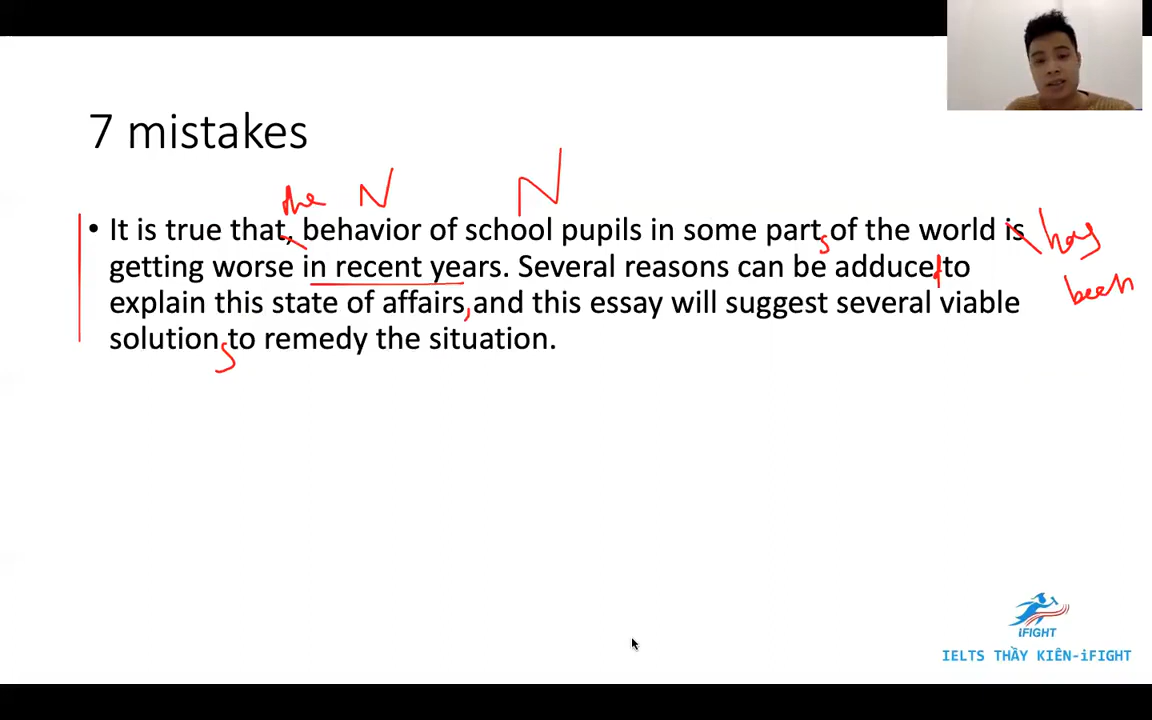 7 mistakes
the N N
• It is true that, behavior of school pupils in some parts of the world is has
getting worse in recent years. Several reasons can be adduced to
been
explain this state of affairs, and this essay will suggest several viable
solutions to remedy the situation.
iFIGHT
IELTS THẦY KIÊN-iFIGHT